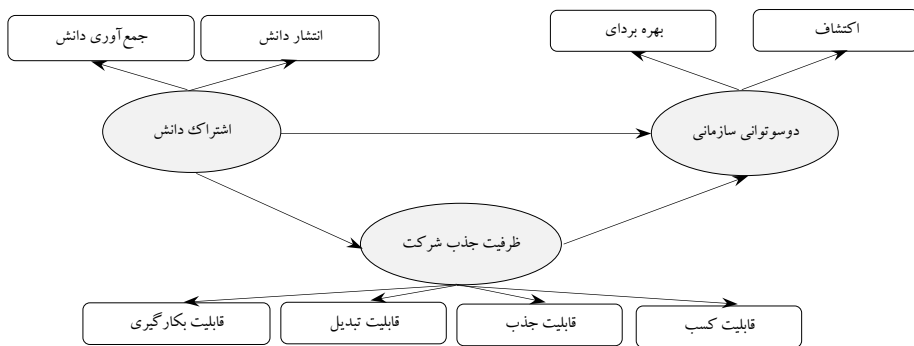 اکتشاف
بهره بردای
انتشار دانش
جمع‌آوری دانش
دوسوتوانی سازمانی
اشتراک دانش
ظرفیت جذب شرکت
قابلیت کسب
قابلیت جذب
قابلیت تبدیل
قابلیت بکارگیری